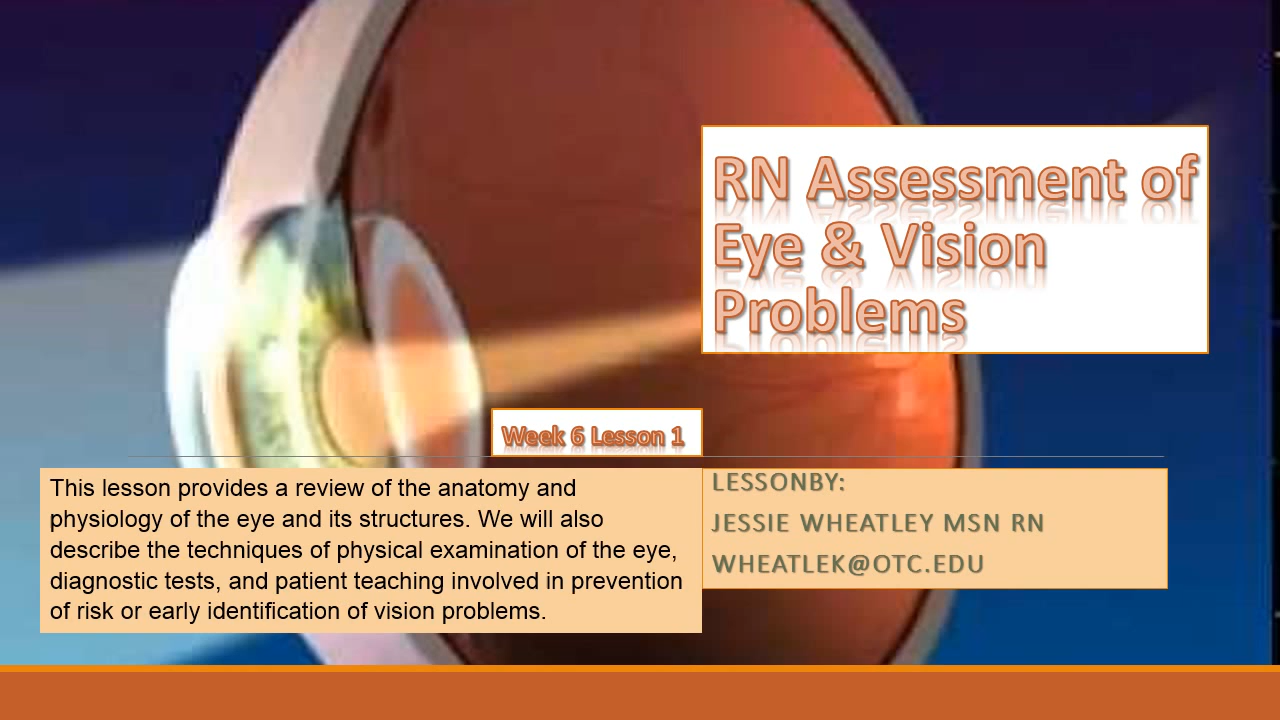 RN Assessment of
Eye & Vision
Problems
Week 6 Lesson 1
This lesson provides a review of the anatomy and
physiology of the eye and its structures. We will also
describe the techniques of physical examination of the eye,
diagnostic tests, and patient teaching involved in prevention
of risk or early identification of vision problems.
LESSONBY:
JESSIE WHEATLEY MSN RN
WHEATLEK@OTC.EDU